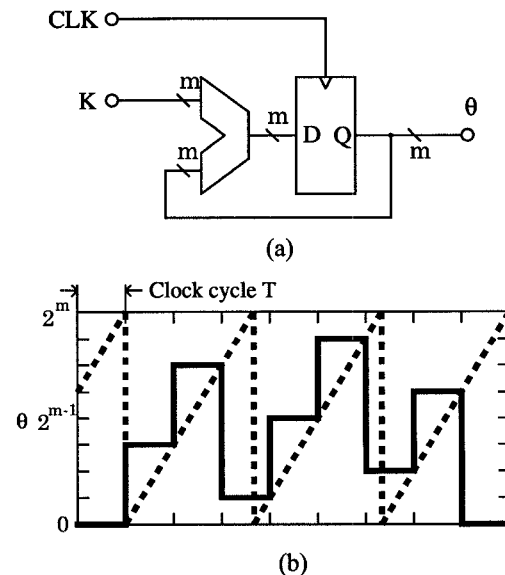 CLK
K
m
m
m
D Q
m
θ
(a)
Clock cycle T
2^m
θ 2^{m-1}
0
(b)